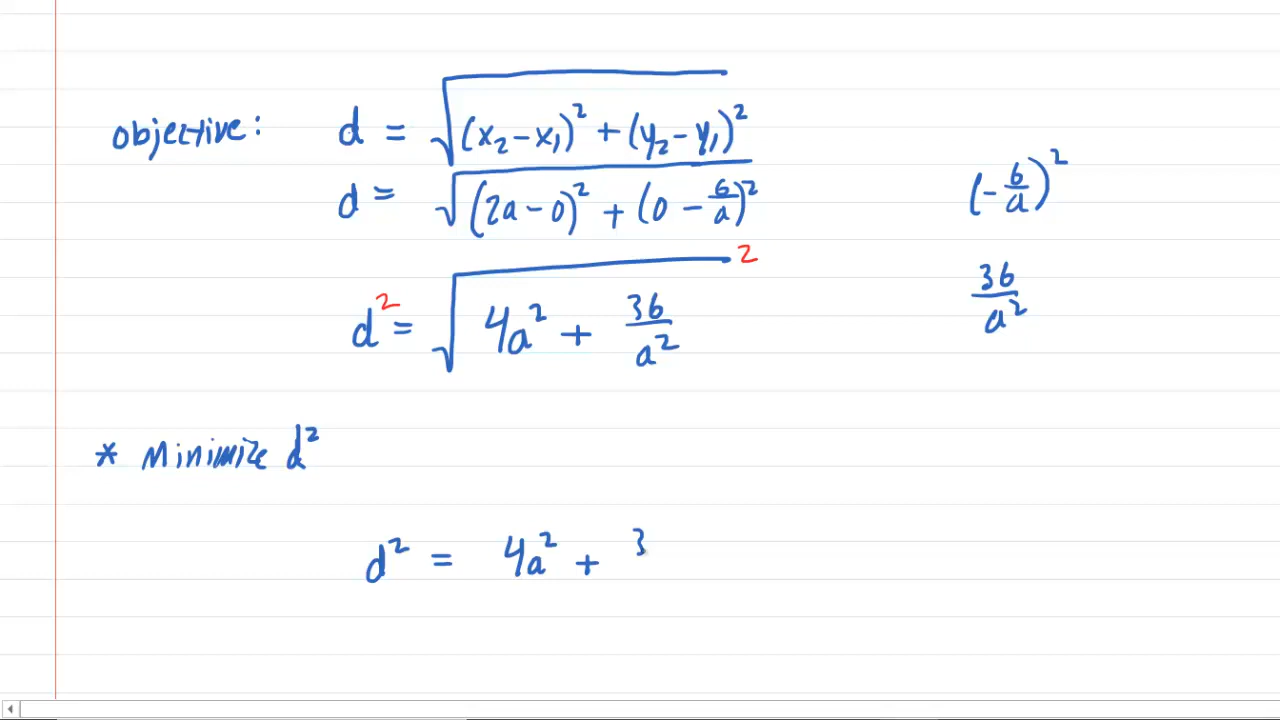 objective: d = √(x₂ − x₁)² + (y₂ − y₁)²
d = √(2a − 0)² + (0 − 6/a)²
(− 6/a)²
36/a²
d² = √4a² + 36/a² ²
* Minimize d²
d² = 4a² + 3